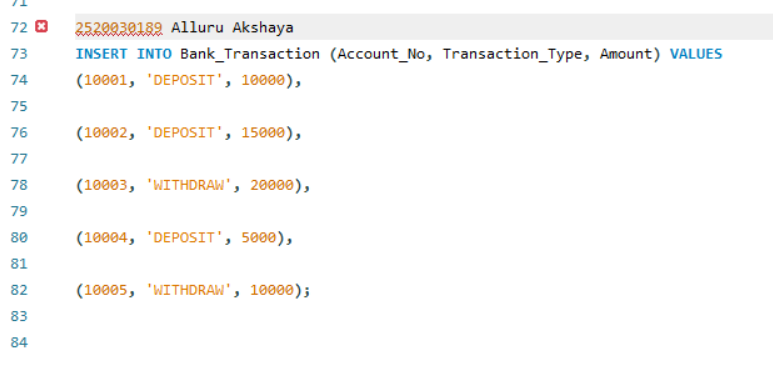 71
72 2520030189 Alluru Akshaya
73 INSERT INTO Bank_Transaction (Account_No, Transaction_Type, Amount) VALUES
74 (10001, 'DEPOSIT', 10000),
75
76 (10002, 'DEPOSIT', 15000),
77
78 (10003, 'WITHDRAW', 20000),
79
80 (10004, 'DEPOSIT', 5000),
81
82 (10005, 'WITHDRAW', 10000);
83
84